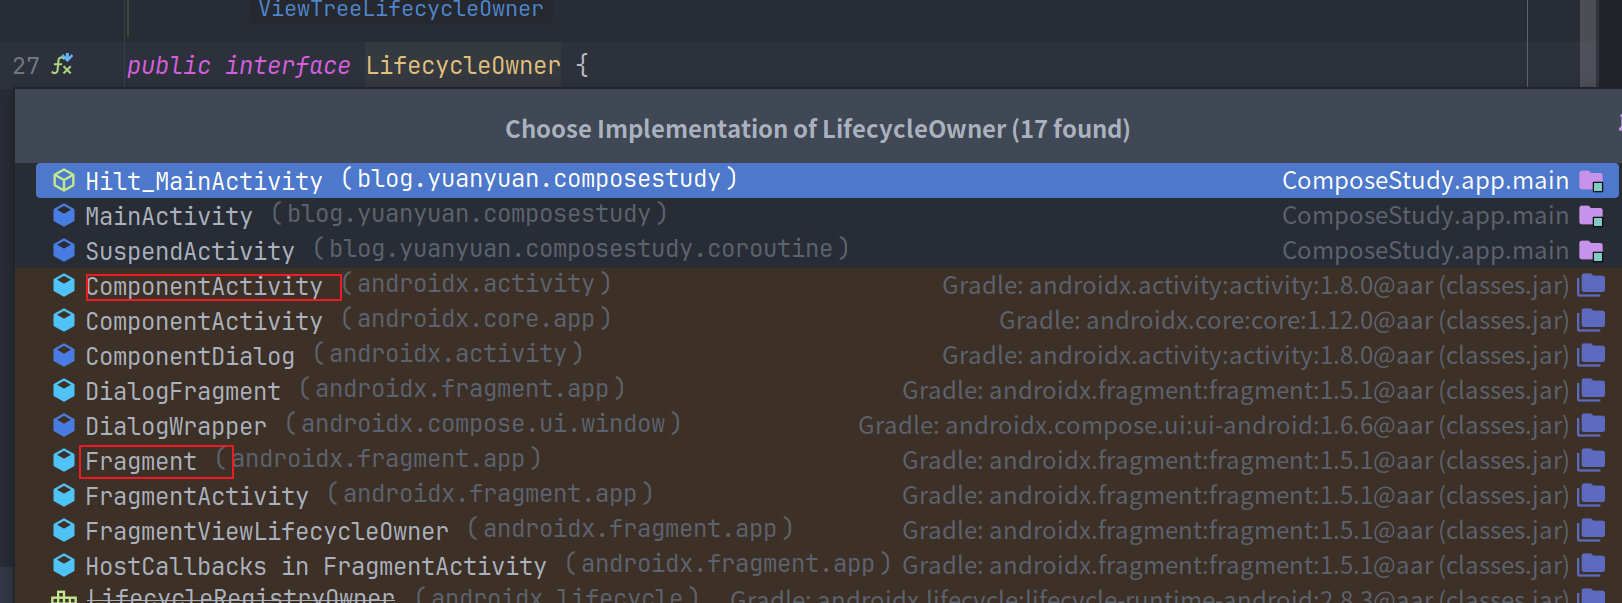 ViewTreeLifecycleOwner
27 public interface LifecycleOwner {
Choose Implementation of LifecycleOwner (17 found)
Hilt_MainActivity (blog.yuanyuan.composestudy) ComposeStudy.app.main
MainActivity (blog.yuanyuan.composestudy) ComposeStudy.app.main
SuspendActivity (blog.yuanyuan.composestudy.coroutine) ComposeStudy.app.main
ComponentActivity (androidx.activity) Gradle: androidx.activity:activity:1.8.0@aar (classes.jar)
ComponentActivity (androidx.core.app) Gradle: androidx.core:core:1.12.0@aar (classes.jar)
ComponentDialog (androidx.activity) Gradle: androidx.activity:activity:1.8.0@aar (classes.jar)
DialogFragment (androidx.fragment.app) Gradle: androidx.fragment:fragment:1.5.1@aar (classes.jar)
DialogWrapper (androidx.compose.ui.window) Gradle: androidx.compose.ui:ui-android:1.6.6@aar (classes.jar)
Fragment (androidx.fragment.app) Gradle: androidx.fragment:fragment:1.5.1@aar (classes.jar)
FragmentActivity (androidx.fragment.app) Gradle: androidx.fragment:fragment:1.5.1@aar (classes.jar)
FragmentViewLifecycleOwner (androidx.fragment.app) Gradle: androidx.fragment:fragment:1.5.1@aar (classes.jar)
HostCallbacks in FragmentActivity (androidx.fragment.app) Gradle: androidx.fragment:fragment:1.5.1@aar (classes.jar)
LifecycleRegistryOwner (androidx.lifecycle) Gradle: androidx.lifecycle:lifecycle-runtime-android:2.8.3@aar (classes.jar)